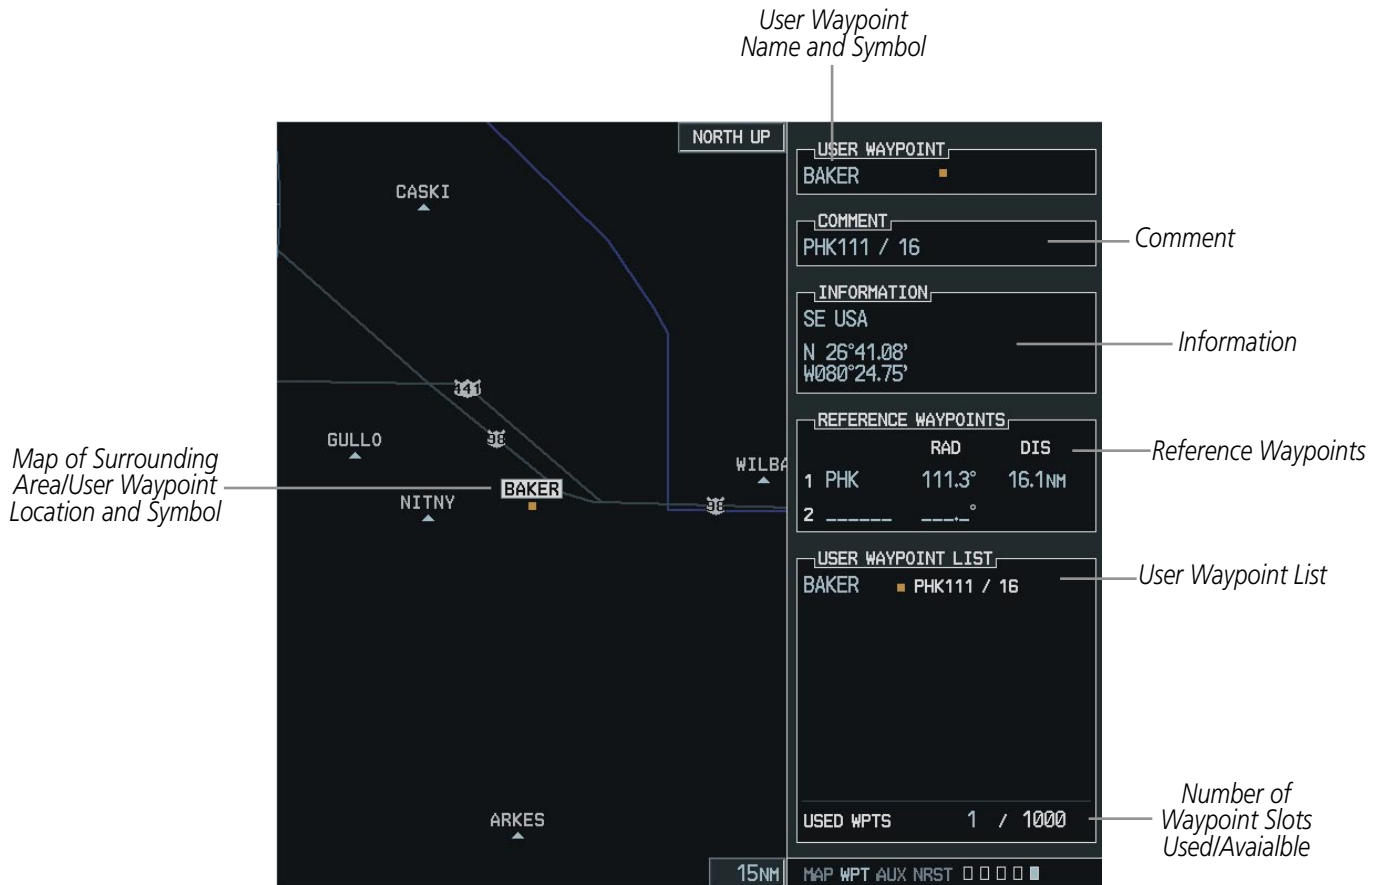 User Waypoint
Name and Symbol
NORTH UP
USER WAYPOINT
BAKER
COMMENT
PHK111 / 16
Comment
INFORMATION
SE USA
N 26°41.08'
W080°24.75'
Information
REFERENCE WAYPOINTS
RAD DIS
1 PHK 111.3° 16.1NM
2 ______ ___._°
Reference Waypoints
USER WAYPOINT LIST
BAKER PHK111 / 16
User Waypoint List
USED WPTS 1 / 1000
Number of
Waypoint Slots
Used/Avaialble
MAP WPT AUX NRST
CASKI
441
98
GULLO
WILBA
BAKER
NITNY
98
Map of Surrounding
Area/User Waypoint
Location and Symbol
ARKES
15NM